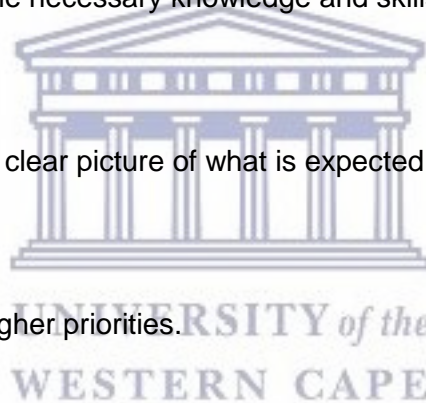 necessary knowledge and skill
clear picture of what is expected
gher priorities.
UNIVERSITY of the
WESTERN CAPE